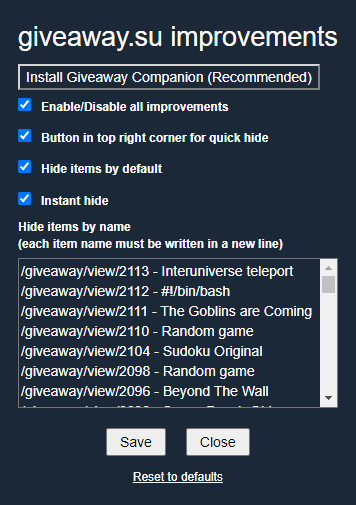 giveaway.su improvements
Install Giveaway Companion (Recommended)
Enable/Disable all improvements
Button in top right corner for quick hide
Hide items by default
Instant hide
Hide items by name
(each item name must be written in a new line)
/giveaway/view/2113 - Interuniverse teleport
/giveaway/view/2112 - #!/bin/bash
/giveaway/view/2111 - The Goblins are Coming
/giveaway/view/2110 - Random game
/giveaway/view/2104 - Sudoku Original
/giveaway/view/2098 - Random game
/giveaway/view/2096 - Beyond The Wall
Save Close
Reset to defaults